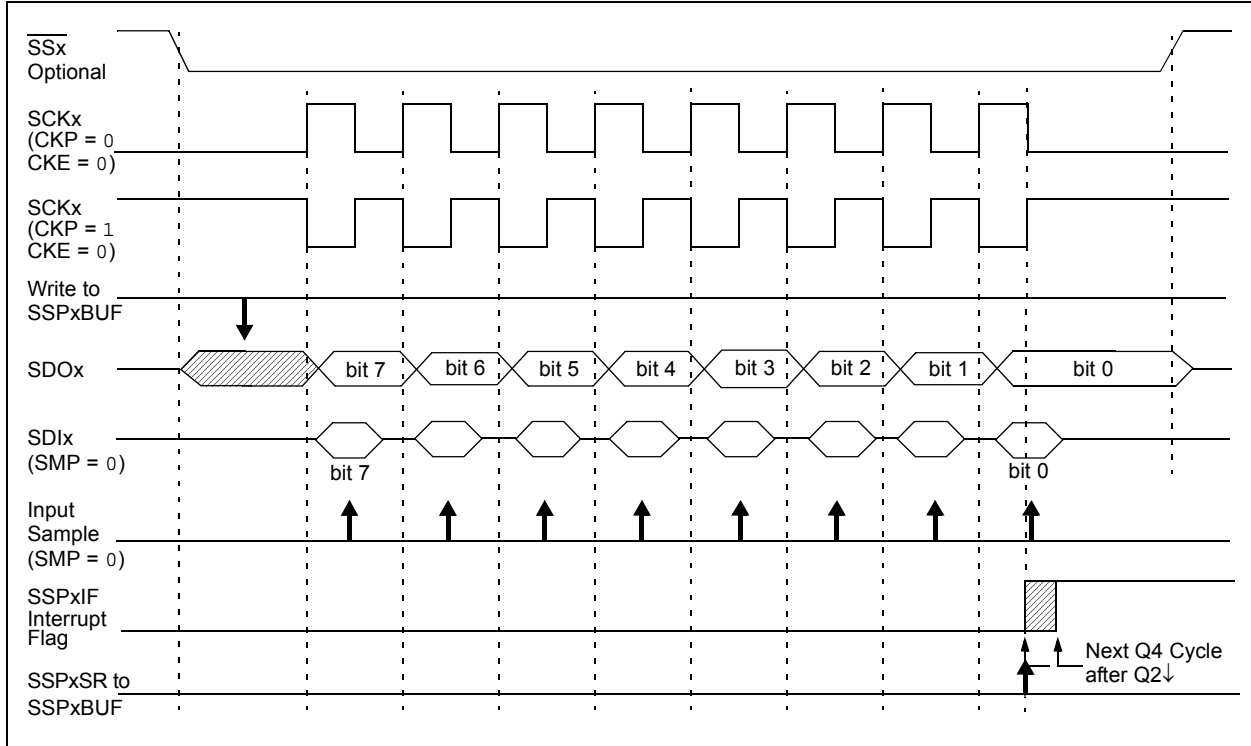 SSx
Optional
SCKx
(CKP = 0
CKE = 0)
SCKx
(CKP = 1
CKE = 0)
Write to
SSPxBUF
SDOx
bit 7
bit 6
bit 5
bit 4
bit 3
bit 2
bit 1
bit 0
SDIx
(SMP = 0)
bit 7
bit 0
Input
Sample
(SMP = 0)
SSPxIF
Interrupt
Flag
Next Q4 Cycle
after Q2↓
SSPxSR to
SSPxBUF